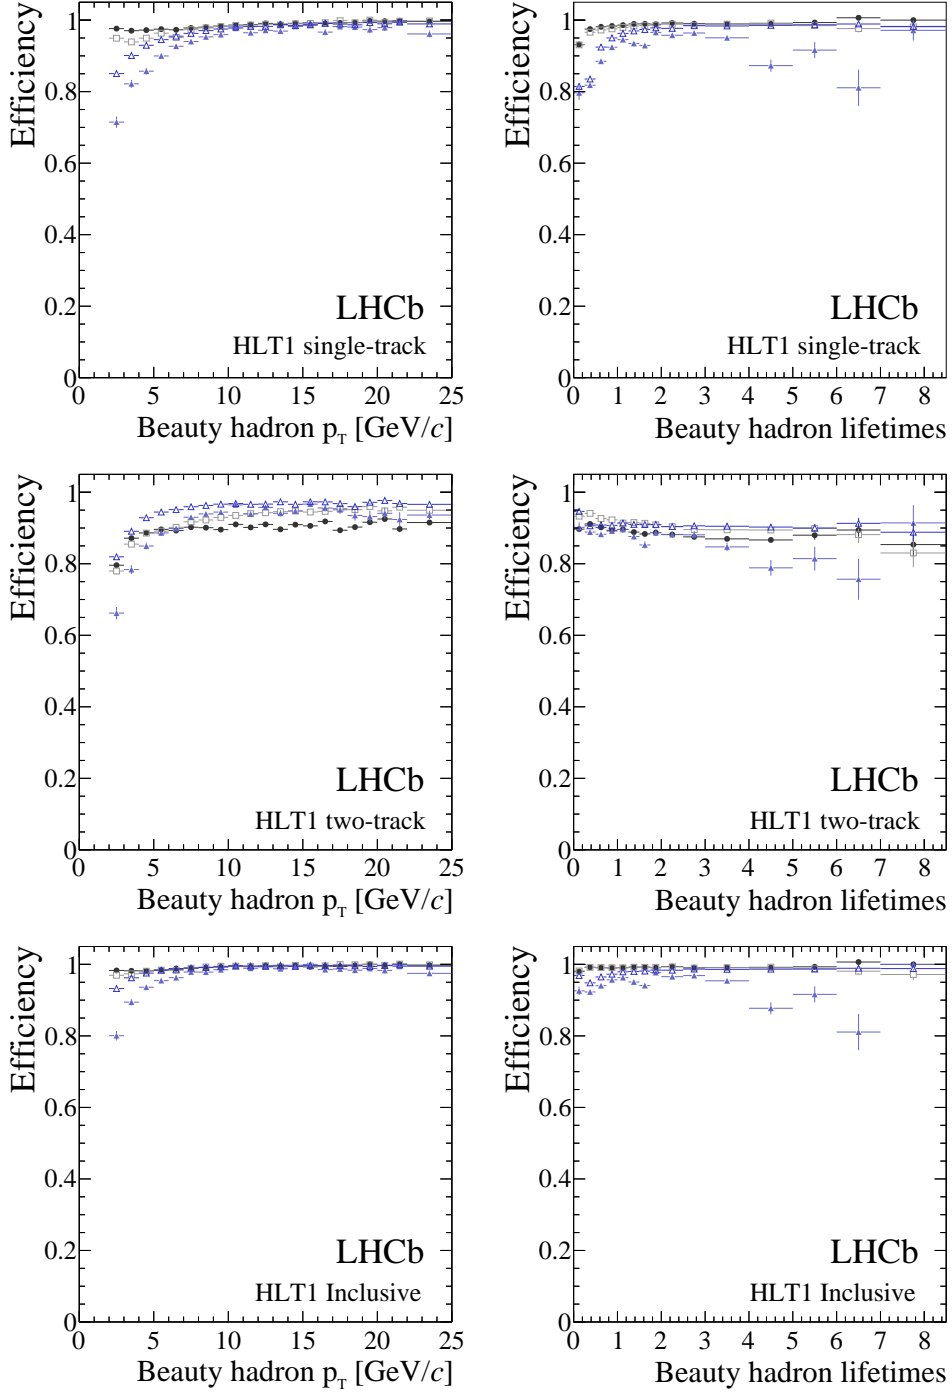 Efficiency
1
0.8
0.6
0.4
0.2
0
LHCb
HLT1 single-track
0 5 10 15 20 25
Beauty hadron p_T [GeV/c]
Efficiency
1
0.8
0.6
0.4
0.2
0
LHCb
HLT1 single-track
0 1 2 3 4 5 6 7 8
Beauty hadron lifetimes
Efficiency
1
0.8
0.6
0.4
0.2
0
LHCb
HLT1 two-track
0 5 10 15 20 25
Beauty hadron p_T [GeV/c]
Efficiency
1
0.8
0.6
0.4
0.2
0
LHCb
HLT1 two-track
0 1 2 3 4 5 6 7 8
Beauty hadron lifetimes
Efficiency
1
0.8
0.6
0.4
0.2
0
LHCb
HLT1 Inclusive
0 5 10 15 20 25
Beauty hadron p_T [GeV/c]
Efficiency
1
0.8
0.6
0.4
0.2
0
LHCb
HLT1 Inclusive
0 1 2 3 4 5 6 7 8
Beauty hadron lifetimes